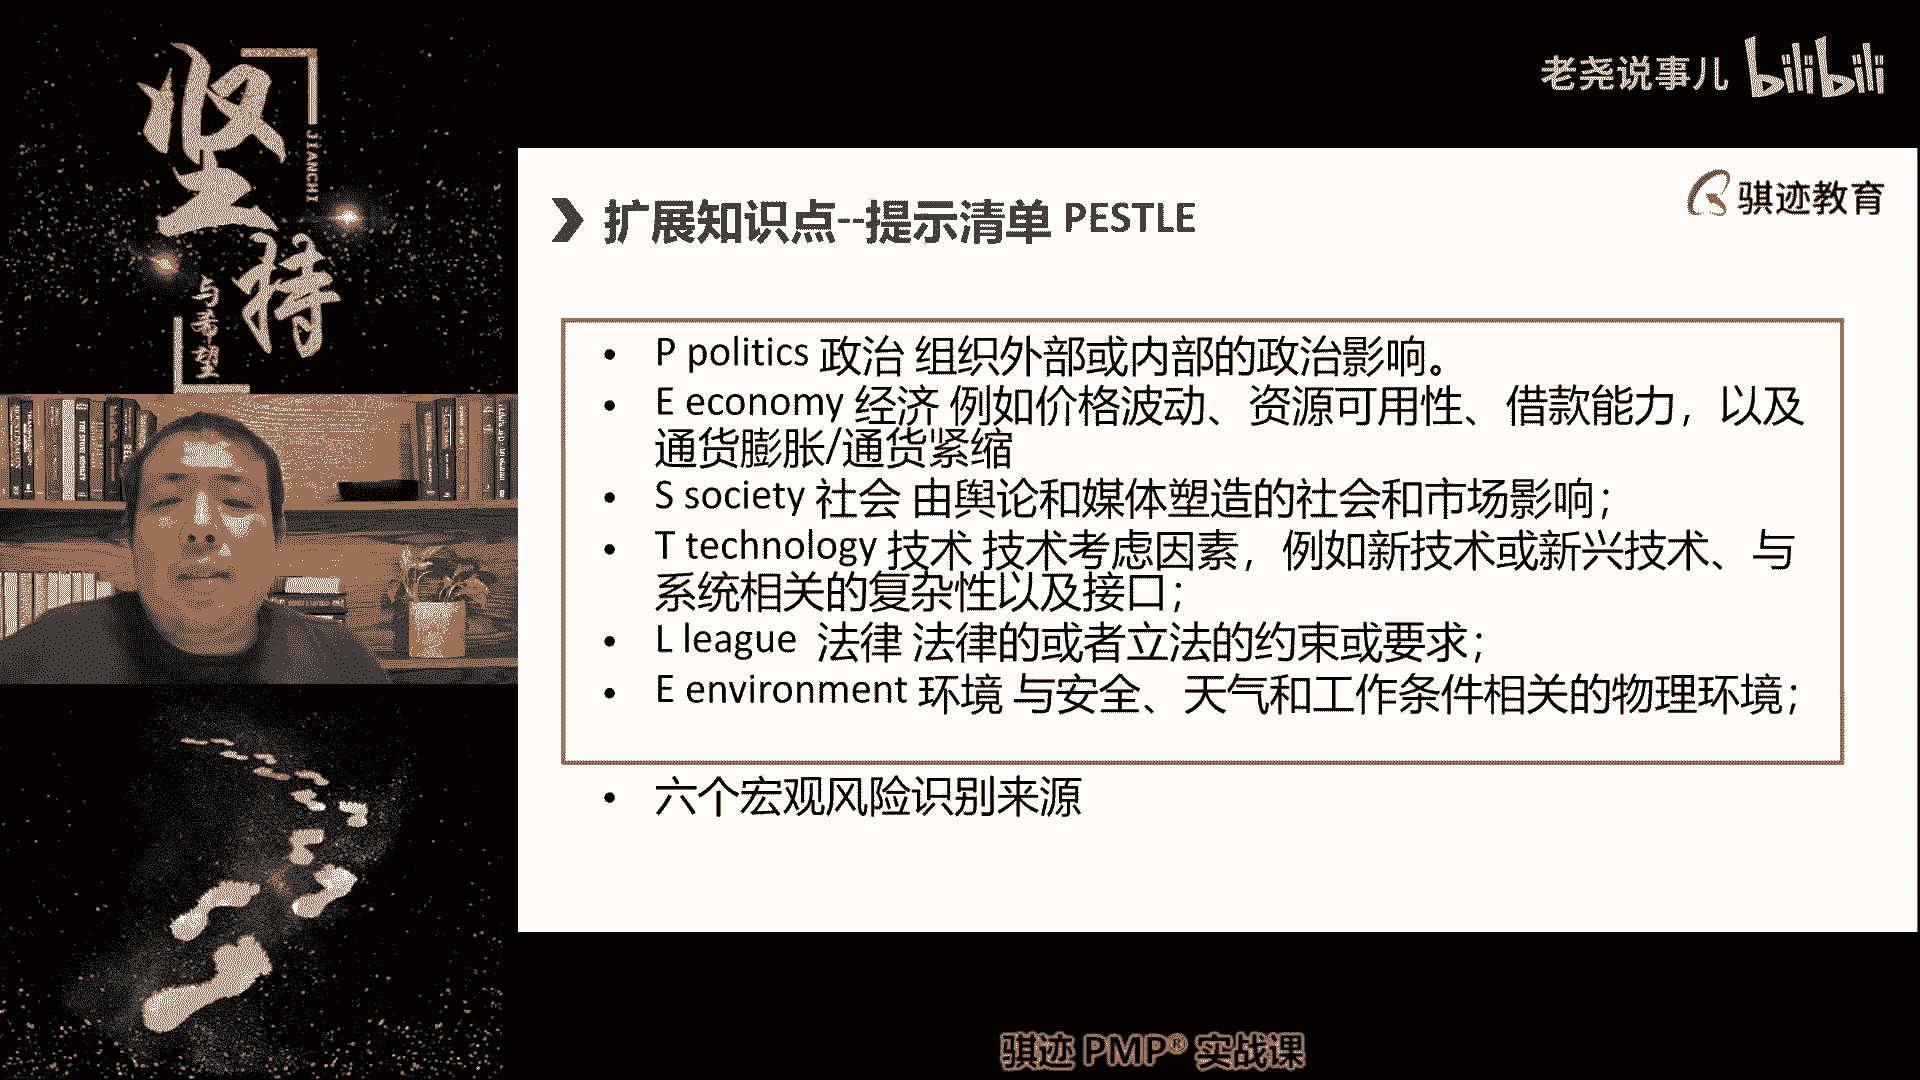 坚持
JIANCHI
与希望
老尧说事儿 bilibili
骐迹教育
扩展知识点--提示清单 PESTLE
• P politics 政治 组织外部或内部的政治影响。
• E economy 经济 例如价格波动、资源可用性、借款能力，以及
通货膨胀/通货紧缩
• S society 社会 由舆论和媒体塑造的社会和市场影响；
• T technology 技术 技术考虑因素，例如新技术或新兴技术、与
系统相关的复杂性以及接口；
• L league 法律 法律的或者立法的约束或要求；
• E environment 环境 与安全、天气和工作条件相关的物理环境；
• 六个宏观风险识别来源
骐迹 PMP® 实战课